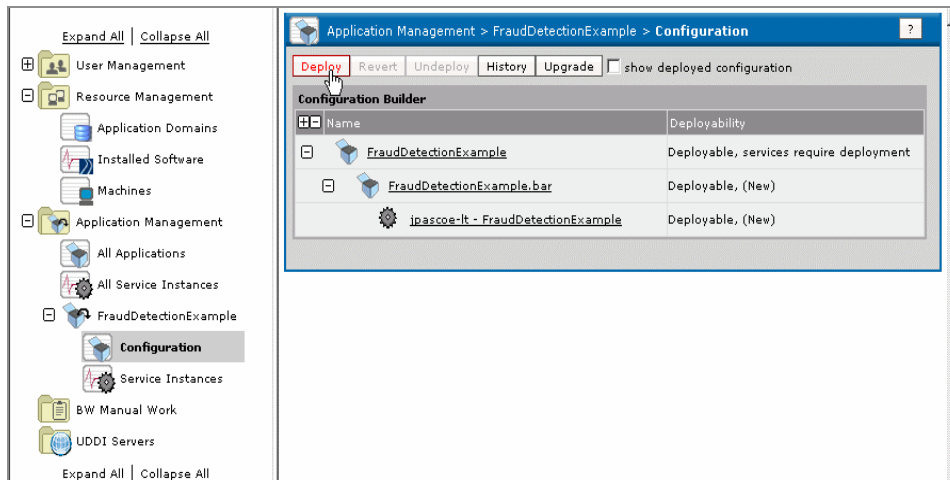 Expand All | Collapse All
User Management
Resource Management
Application Domains
Installed Software
Machines
Application Management
All Applications
All Service Instances
FraudDetectionExample
Configuration
Service Instances
BW Manual Work
UDDI Servers
Expand All | Collapse All
Application Management > FraudDetectionExample > Configuration ?
Deploy Revert Undeploy History Upgrade show deployed configuration
Configuration Builder
Name Deployability
FraudDetectionExample Deployable, services require deployment
FraudDetectionExample.bar Deployable, (New)
jpascoe-lt - FraudDetectionExample Deployable, (New)